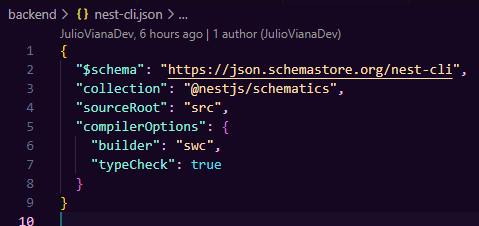 backend > {} nest-cli.json > ...
JulioVianaDev, 6 hours ago | 1 author (JulioVianaDev)
1 {
2 "$schema": "https://json.schemastore.org/nest-cli",
3 "collection": "@nestjs/schematics",
4 "sourceRoot": "src",
5 "compilerOptions": {
6 "builder": "swc",
7 "typeCheck": true
8 }
9 }
10